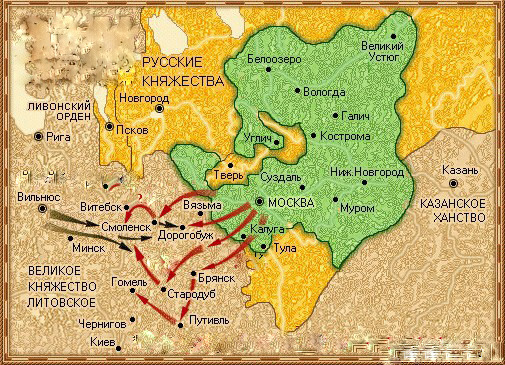 РУССКИЕ
КНЯЖЕСТВА
Белоозеро
Великий
Устюг
Вологда
ЛИВОНСКИЙ
ОРДЕН
Новгород
Галич
Псков
Рига
Углич
Кострома
Тверь
Суздаль
Ниж.Новгород
Казань
КАЗАНСКОЕ
ХАНСТВО
Вильнюс
Витебск
Вязьма
МОСКВА
Муром
Смоленск
Дорогобуж
Калуга
Минск
Тула
Ту
ВЕЛИКОЕ
КНЯЖЕСТВО
ЛИТОВСКОЕ
Гомель
Брянск
Стародуб
Чернигов
Путивль
Киев